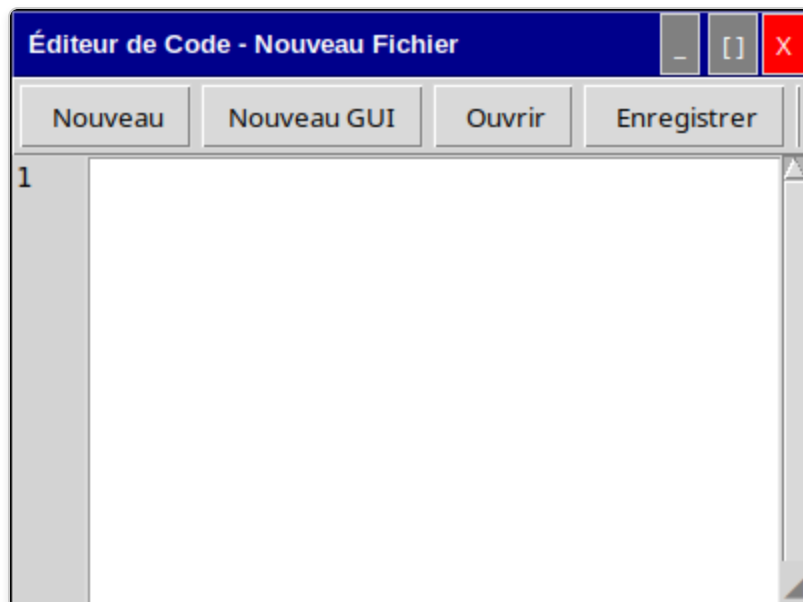 Éditeur de Code - Nouveau Fichier _ [] X
Nouveau Nouveau GUI Ouvrir Enregistrer
1